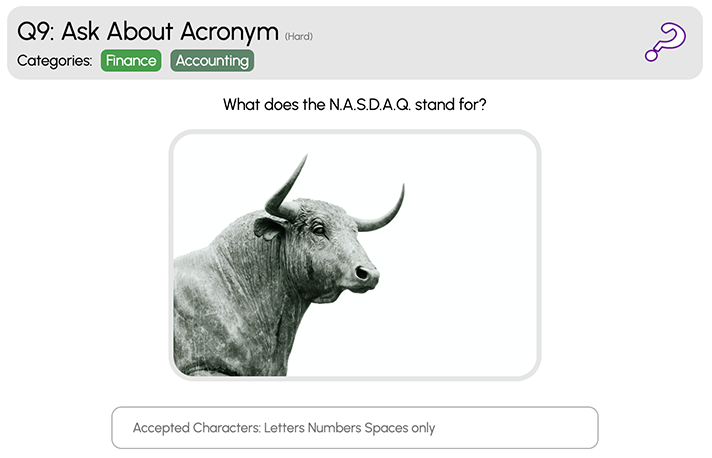 Q9: Ask About Acronym (Hard)
Categories: Finance Accounting
What does the N.A.S.D.A.Q. stand for?
Accepted Characters: Letters Numbers Spaces only